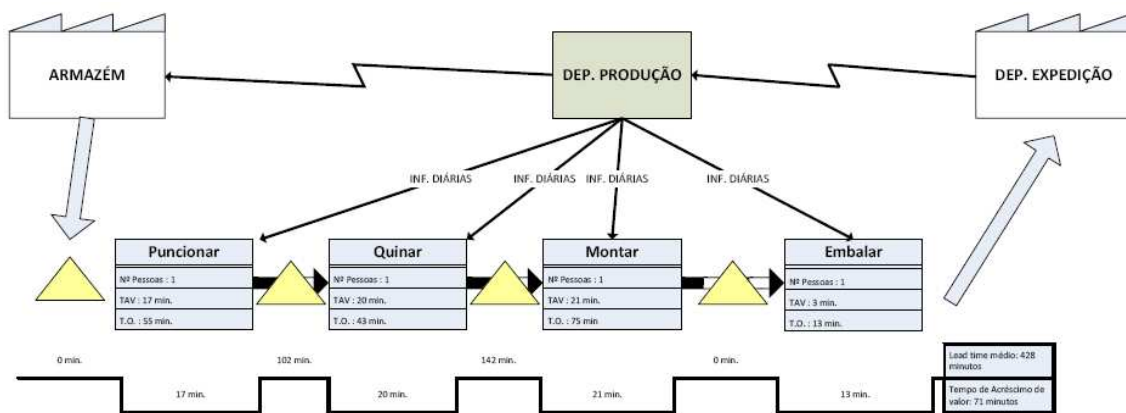 ARMAZÉM
DEP. PRODUÇÃO
DEP. EXPEDIÇÃO
INF. DIÁRIAS
INF. DIÁRIAS
INF. DIÁRIAS
INF. DIÁRIAS
Puncionar
Nº Pessoas : 1
TAV : 17 min.
T.O. : 55 min.
Quinar
Nº Pessoas : 1
TAV : 20 min.
T.O. : 43 min.
Montar
Nº Pessoas : 1
TAV : 21 min.
T.O. : 75 min
Embalar
Nº Pessoas : 1
TAV : 3 min.
T.O. : 13 min.
0 min.
102 min.
142 min.
0 min.
17 min.
20 min.
21 min.
13 min.
Lead time médio: 428
minutos
Tempo de Acréscimo de
valor: 71 minutos